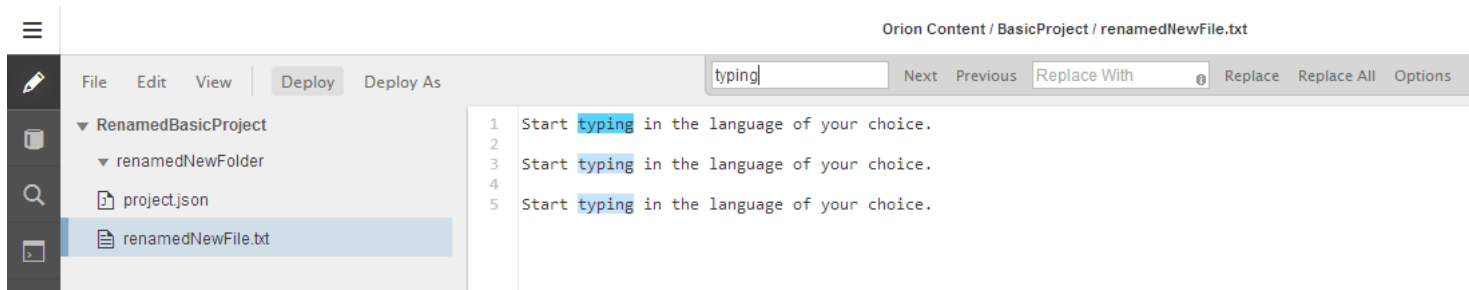 Orion Content / BasicProject / renamedNewFile.txt
File Edit View Deploy Deploy As
typing Next Previous Replace With Replace Replace All Options
RenamedBasicProject
renamedNewFolder
project.json
renamedNewFile.txt
1 Start typing in the language of your choice.
2
3 Start typing in the language of your choice.
4
5 Start typing in the language of your choice.